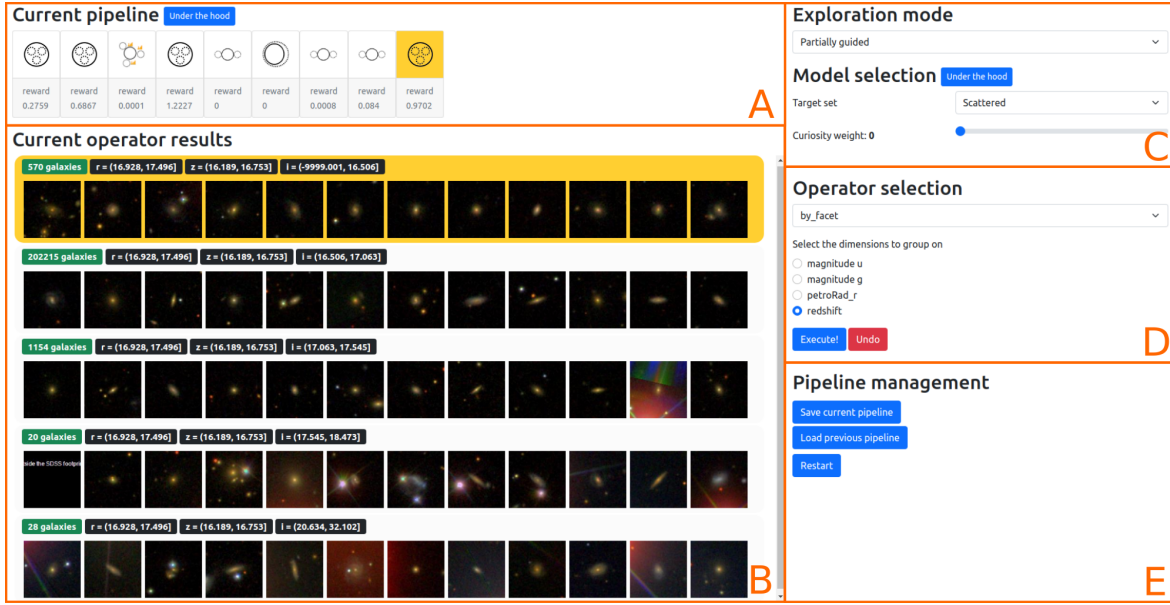 Current pipeline Under the hood
reward reward reward reward reward reward reward reward reward
0.2759 0.6867 0.0001 1.2227 0 0 0.0008 0.084 0.9702
A
Current operator results
570 galaxies r = (16.928, 17.496] z = (16.189, 16.753] i = (-9999.001, 16.506]
202215 galaxies r = (16.928, 17.496] z = (16.189, 16.753] i = (16.506, 17.063]
1154 galaxies r = (16.928, 17.496] z = (16.189, 16.753] i = (17.063, 17.545]
20 galaxies r = (16.928, 17.496] z = (16.189, 16.753] i = (17.545, 18.473]
side the SDSS footpri
28 galaxies r = (16.928, 17.496] z = (16.189, 16.753] i = (20.634, 32.102]
B
Exploration mode
Partially guided
Model selection Under the hood
Target set Scattered
Curiosity weight: 0
C
Operator selection
by_facet
Select the dimensions to group on
magnitude u
magnitude g
petroRad_r
redshift
Execute! Undo
D
Pipeline management
Save current pipeline
Load previous pipeline
Restart
E